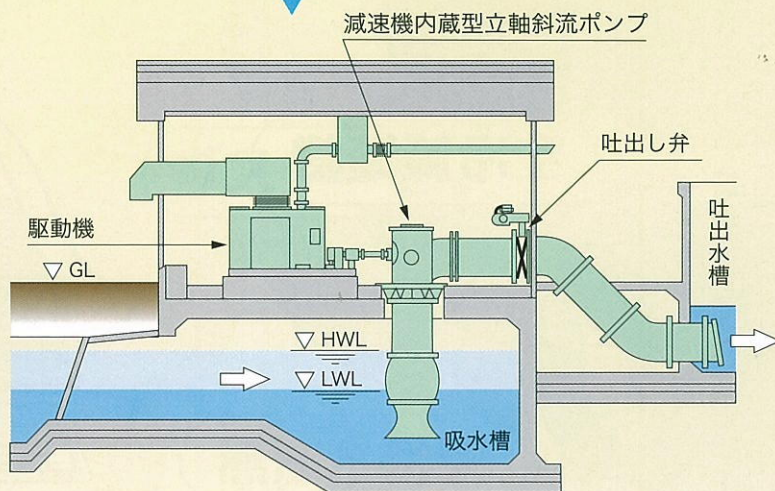 減速機内蔵型立軸斜流ポンプ
吐出し弁
吐出水槽
駆動機
▽ GL
▽ HWL
▽ LWL
吸水槽